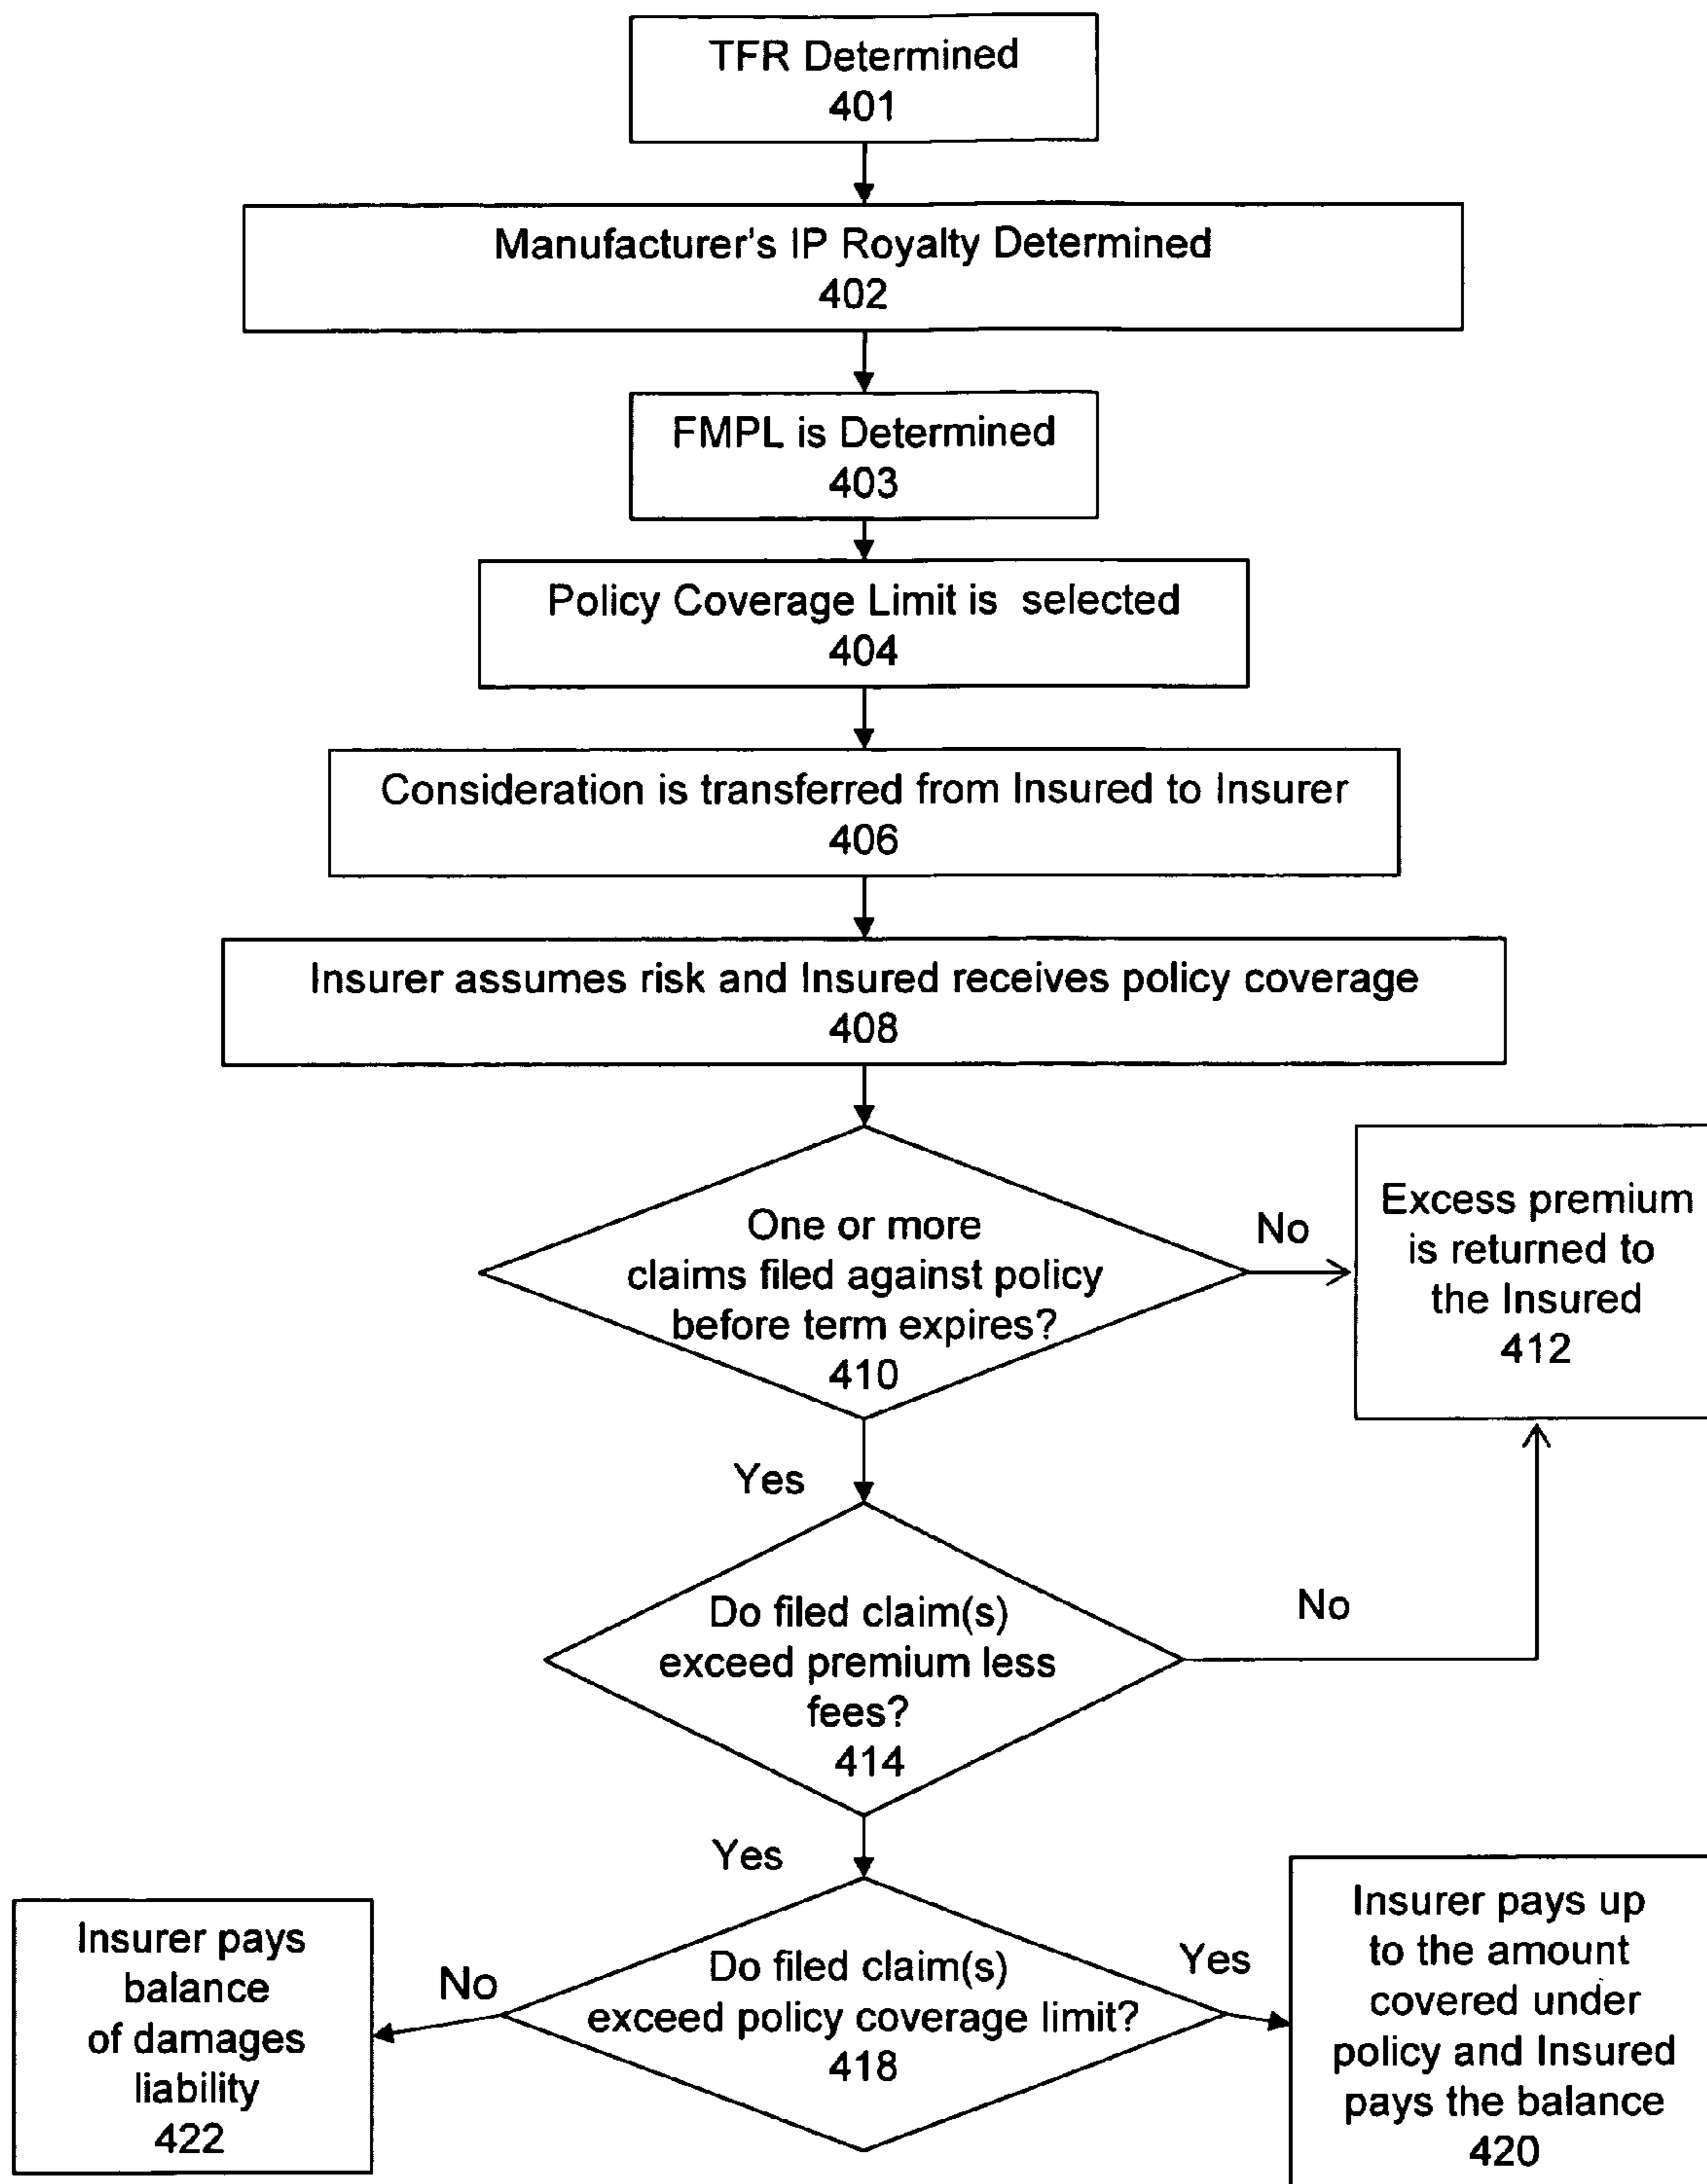 TFR Determined
401
Manufacturer's IP Royalty Determined
402
FMPL is Determined
403
Policy Coverage Limit is selected
404
Consideration is transferred from Insured to Insurer
406
Insurer assumes risk and Insured receives policy coverage
408
One or more
claims filed against policy
before term expires?
410
No
Excess premium
is returned to
the Insured
412
Yes
Do filed claim(s)
exceed premium less
fees?
414
No
Yes
Do filed claim(s)
exceed policy coverage limit?
418
No
Insurer pays
balance
of damages
liability
422
Yes
Insurer pays up
to the amount
covered under
policy and Insured
pays the balance
420